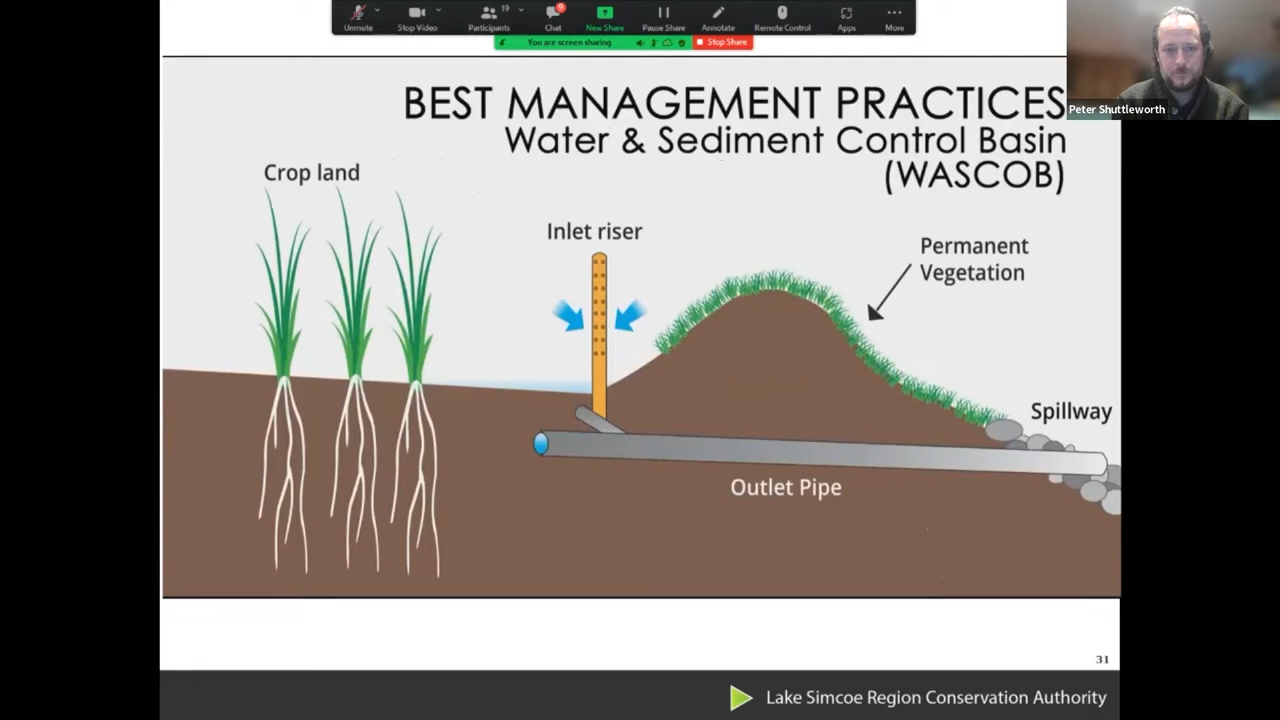 19
9
Unmute
Stop Video
Participants
Chat
New Share
Pause Share
Annotate
Remote Control
Apps
More
You are screen sharing
Stop Share
Peter Shuttleworth
BEST MANAGEMENT PRACTICES
Water & Sediment Control Basin
(WASCOB)
Crop land
Inlet riser
Permanent
Vegetation
Spillway
Outlet Pipe
31
Lake Simcoe Region Conservation Authority